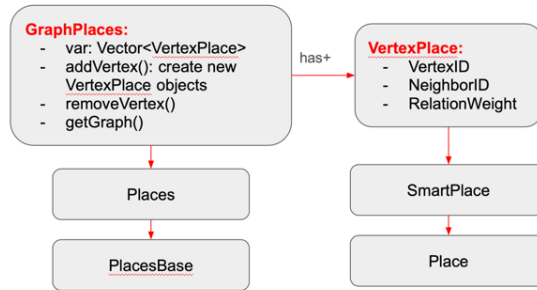 GraphPlaces:
- var: Vector<VertexPlace>
- addVertex(): create new
VertexPlace objects
- removeVertex()
- getGraph()
has+
VertexPlace:
- VertexID
- NeighborID
- RelationWeight
Places
SmartPlace
PlacesBase
Place